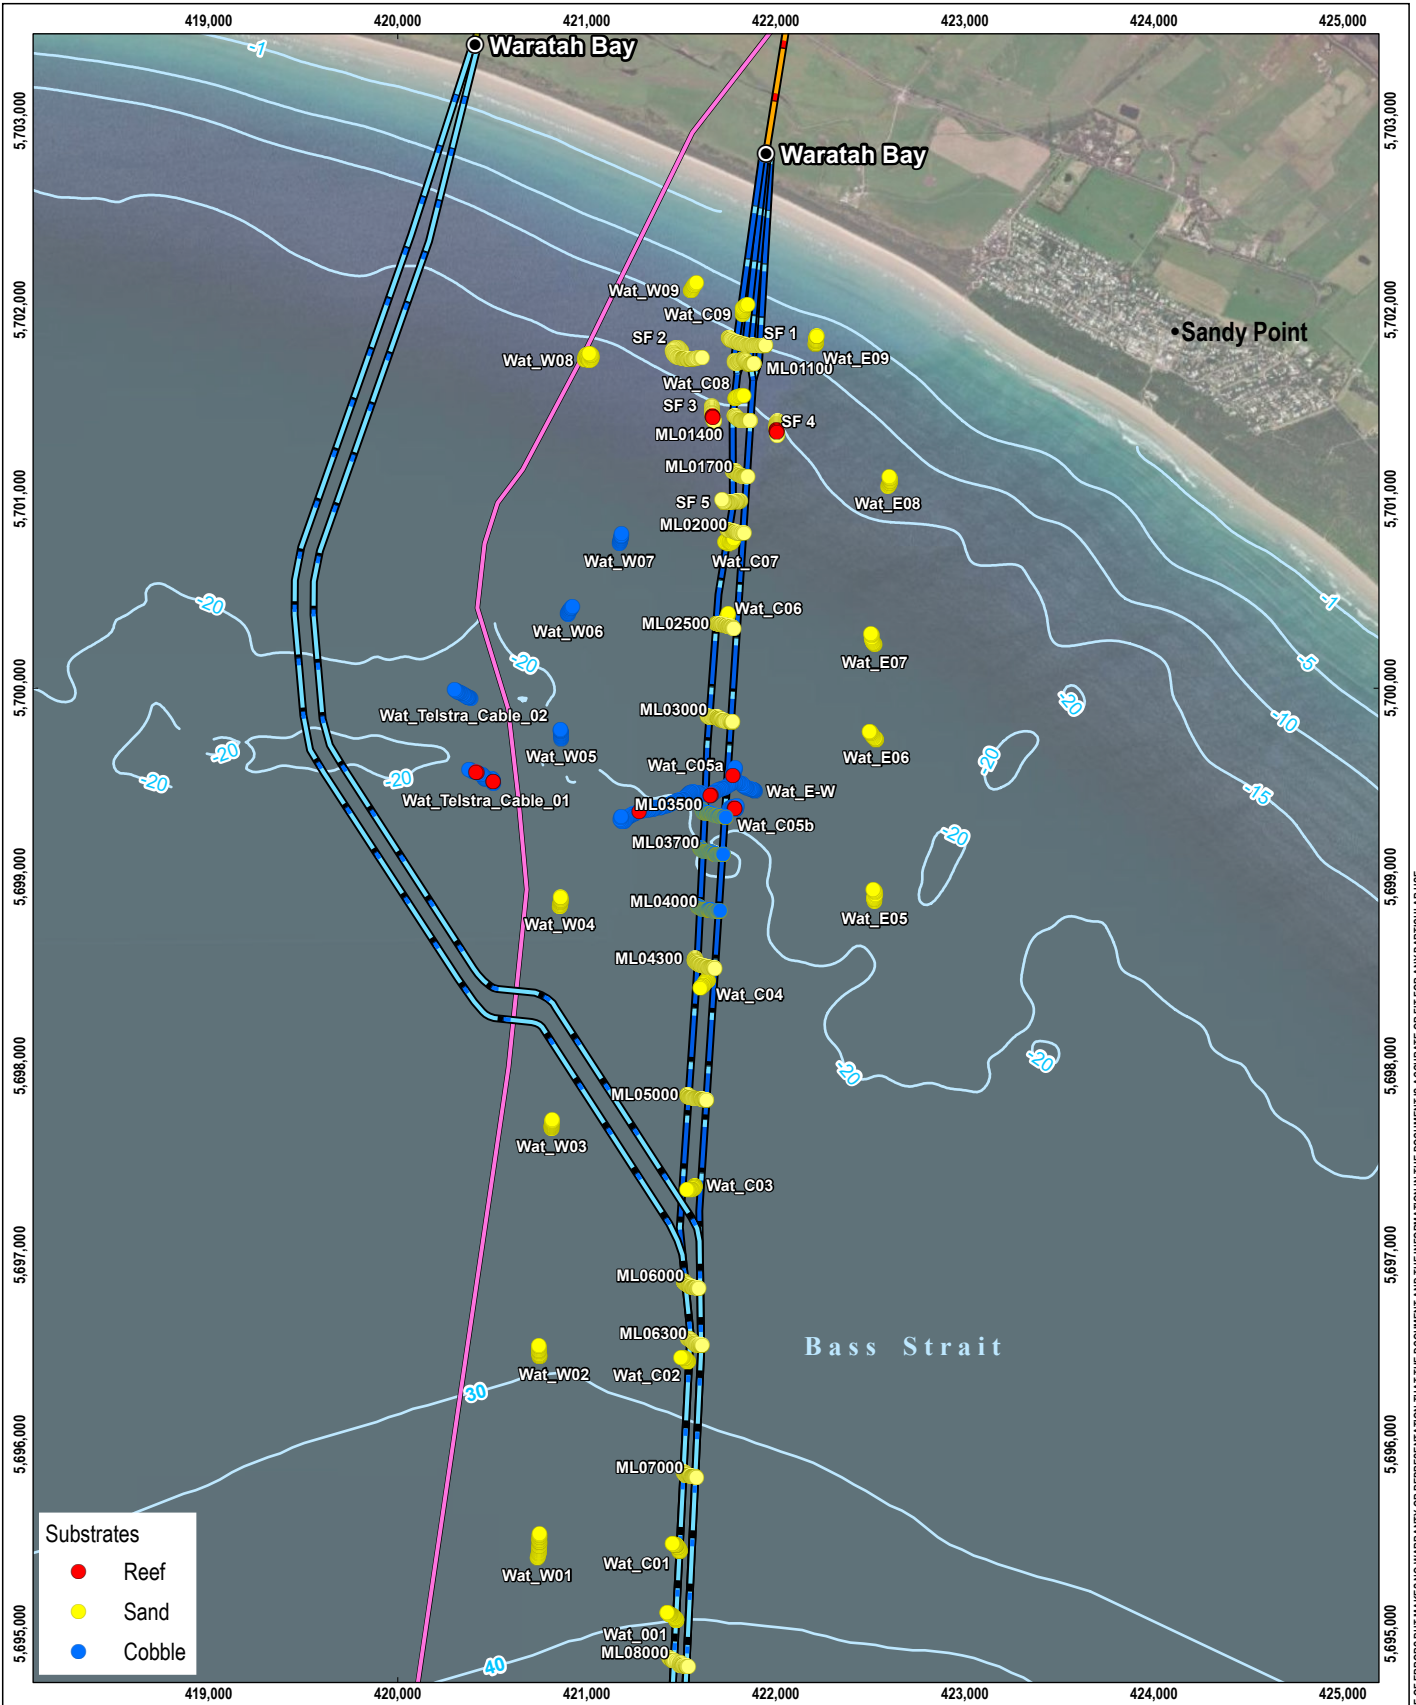 419,000 420,000 421,000 422,000 423,000 424,000 425,000
-1
Waratah Bay
5,703,000
5,703,000
Waratah Bay
Wat_W09
Wat_C09
5,702,000
5,702,000
SF 1
SF 2
Sandy Point
Wat_W08
Wat_E09
ML01100
Wat_C08
SF 3
SF 4
ML01400
ML01700
5,701,000
5,701,000
SF 5
Wat_E08
ML02000
Wat_W07
Wat_C07
-20
-1
Wat_C06
ML02500
Wat_W06
Wat_E07
-20
-5
5,700,000
5,700,000
-20
ML03000
Wat_Telstra_Cable_02
-10
-20
Wat_W05
Wat_E06
-20
-20
-20
Wat_C05a
-15
Wat_Telstra_Cable_01
Wat_E-W
ML03500
Wat_C05b
-20
ML03700
5,699,000
5,699,000
ML04000
Wat_W04
Wat_E05
ML04300
Wat_C04
5,698,000
5,698,000
-20
-20
ML05000
Wat_W03
Wat_C03
5,697,000
5,697,000
ML06000
ML06300
Bass Strait
Wat_W02
Wat_C02
30
5,696,000
5,696,000
ML07000
Substrates
Reef
Sand
Cobble
Wat_C01
Wat_W01
5,695,000
5,695,000
Wat_001
ML08000
40
419,000 420,000 421,000 422,000 423,000 424,000 425,000